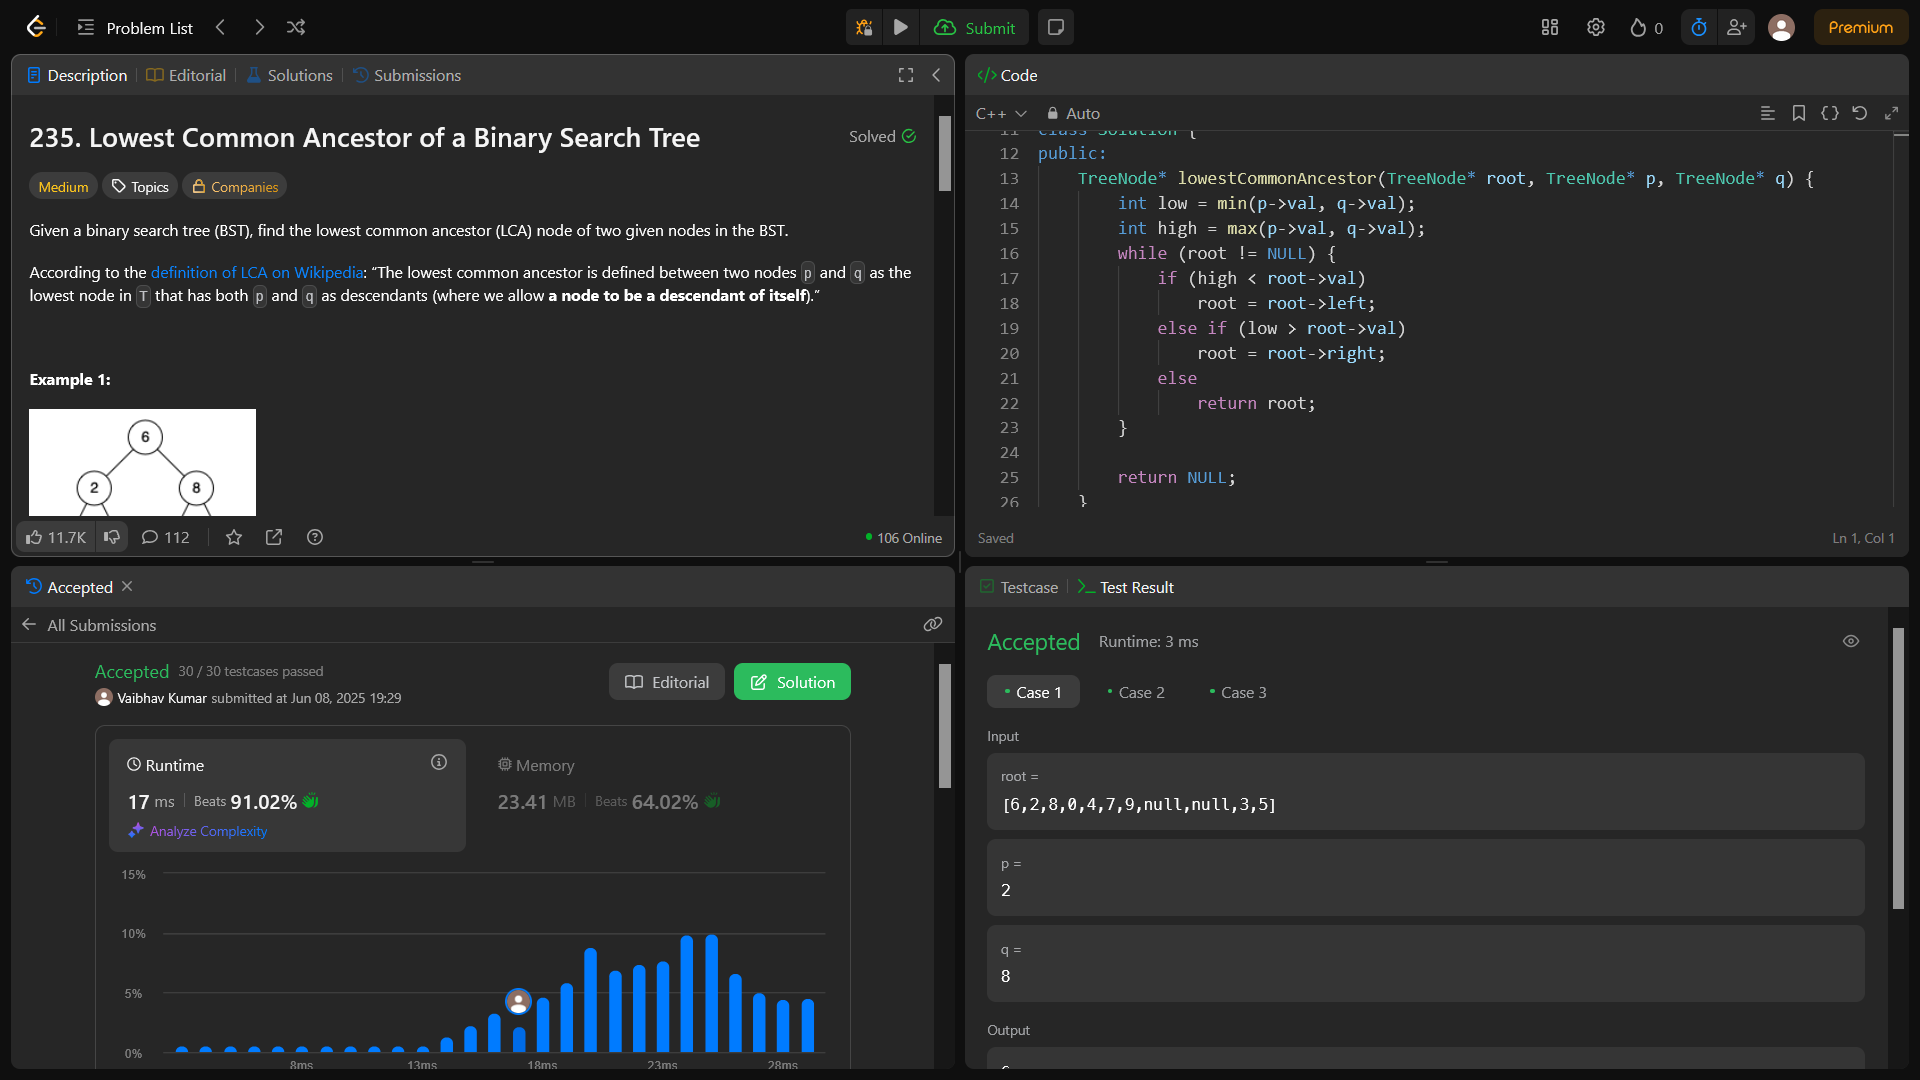 Problem List
Submit
0
Premium
Description
Editorial
Solutions
Submissions
235. Lowest Common Ancestor of a Binary Search Tree
Solved
Medium
Topics
Companies
Given a binary search tree (BST), find the lowest common ancestor (LCA) node of two given nodes in the BST.
According to the definition of LCA on Wikipedia: “The lowest common ancestor is defined between two nodes p and q as the
lowest node in T that has both p and q as descendants (where we allow a node to be a descendant of itself).”
Example 1:
6
2
8
11.7K
112
106 Online
Code
C++
Auto
11 class Solution {
12 public:
13 TreeNode* lowestCommonAncestor(TreeNode* root, TreeNode* p, TreeNode* q) {
14 int low = min(p->val, q->val);
15 int high = max(p->val, q->val);
16 while (root != NULL) {
17 if (high < root->val)
18 root = root->left;
19 else if (low > root->val)
20 root = root->right;
21 else
22 return root;
23 }
24
25 return NULL;
26 }
Saved
Ln 1, Col 1
Accepted
All Submissions
Accepted 30 / 30 testcases passed
Vaibhav Kumar submitted at Jun 08, 2025 19:29
Editorial
Solution
Runtime
17 ms Beats 91.02%
Analyze Complexity
Memory
23.41 MB Beats 64.02%
15%
10%
5%
0%
8ms
13ms
18ms
23ms
28ms
Testcase
Test Result
Accepted Runtime: 3 ms
Case 1
Case 2
Case 3
Input
root =
[6,2,8,0,4,7,9,null,null,3,5]
p =
2
q =
8
Output